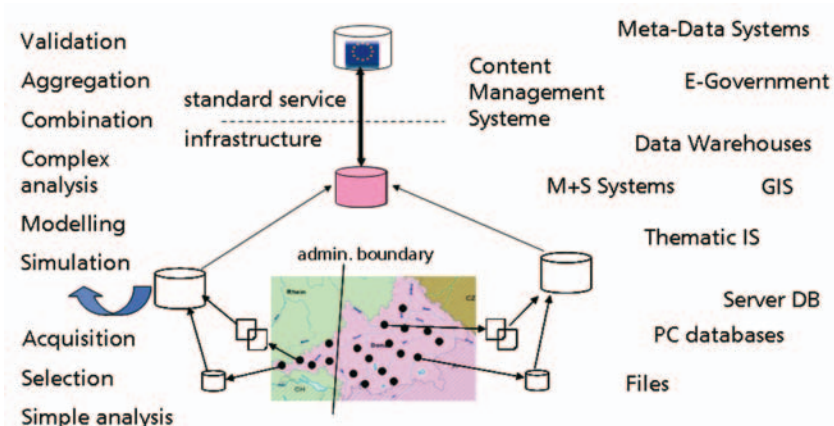 Validation
Aggregation
Combination
Complex
analysis
Modelling
Simulation
Acquisition
Selection
Simple analysis
standard service
infrastructure
admin. boundary
Content
Management
Systeme
Meta-Data Systems
E-Government
Data Warehouses
M+S Systems
GIS
Thematic IS
Server DB
PC databases
Files
CZ
CH